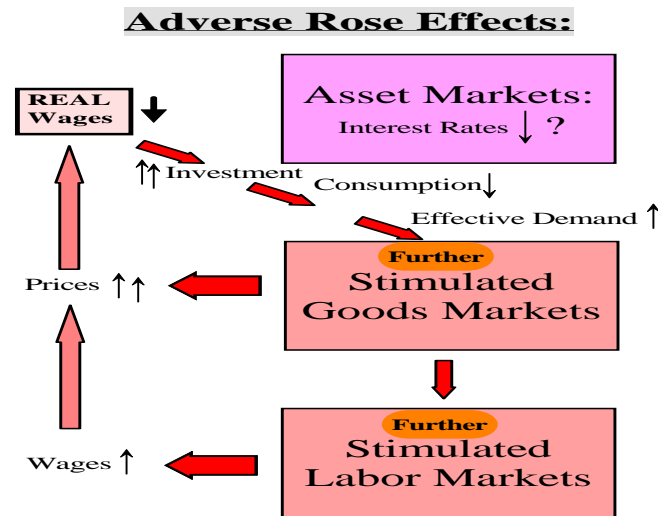 Adverse Rose Effects:
REAL
Wages
Asset Markets:
Interest Rates ↓ ?
↑↑ Investment
Consumption↓
Effective Demand ↑
Further
Stimulated
Goods Markets
Prices ↑↑
Further
Stimulated
Labor Markets
Wages ↑